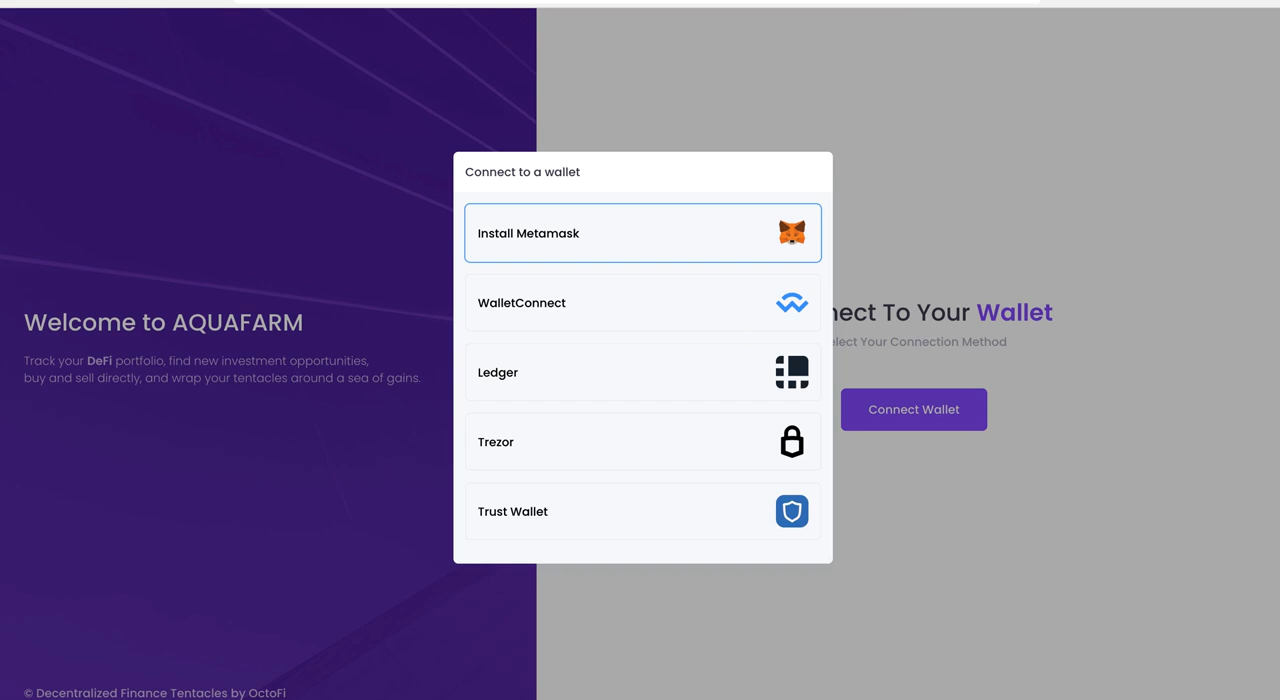 Connect to a wallet
Install Metamask
WalletConnect
Ledger
Trezor
Trust Wallet
Welcome to AQUAFARM
Track your DeFi portfolio, find new investment opportunities,
buy and sell directly, and wrap your tentacles around a sea of gains.
© Decentralized Finance Tentacles by OctoFi
To Your Wallet
Your Connection Method
Connect Wallet